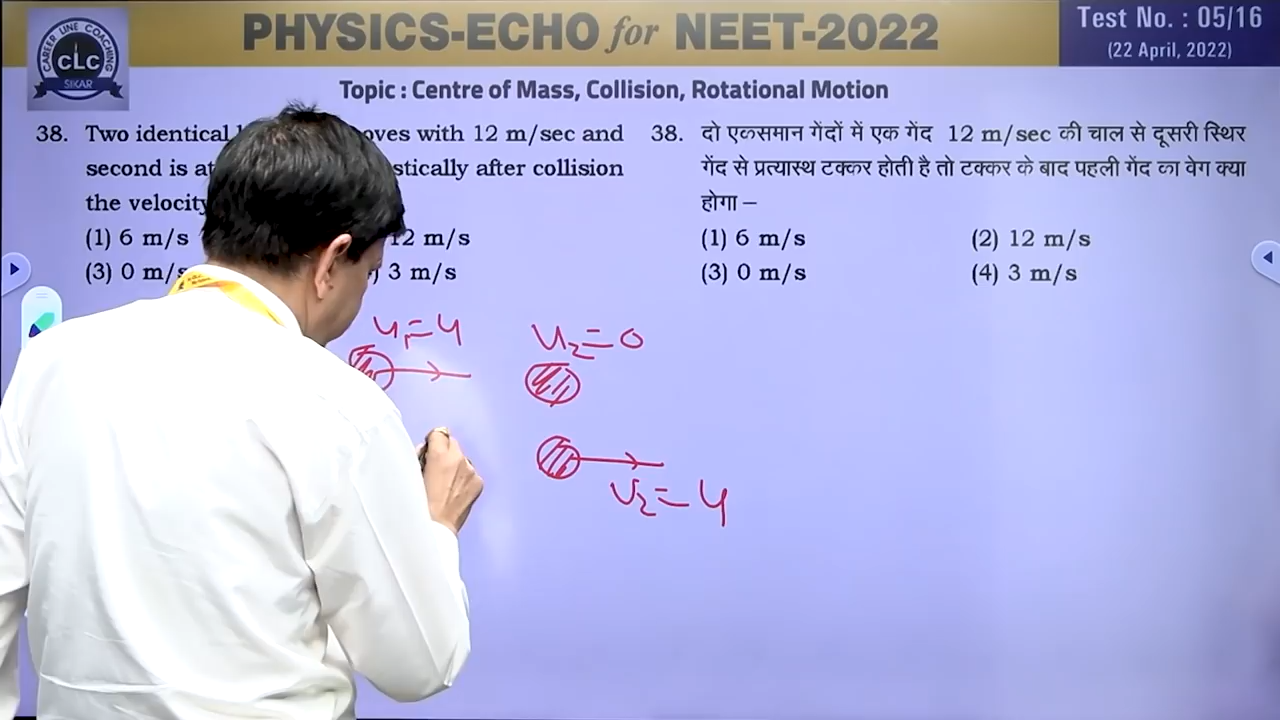 PHYSICS-ECHO for NEET-2022
Test No. : 05/16
(22 April, 2022)
CAREER LINE COACHING
CLC
SIKAR
Topic : Centre of Mass, Collision, Rotational Motion
38. Two identical oves with 12 m/sec and
second is at stically after collision
the velocity
(1) 6 m/s 12 m/s
(3) 0 m/s 3 m/s
38. दो एकसमान गेंदों में एक गेंद 12 m/sec की चाल से दूसरी स्थिर
गेंद से प्रत्यास्थ टक्कर होती है तो टक्कर के बाद पहली गेंद का वेग क्या
होगा –
(1) 6 m/s (2) 12 m/s
(3) 0 m/s (4) 3 m/s
u₁=u
u₂=0
v₂=u